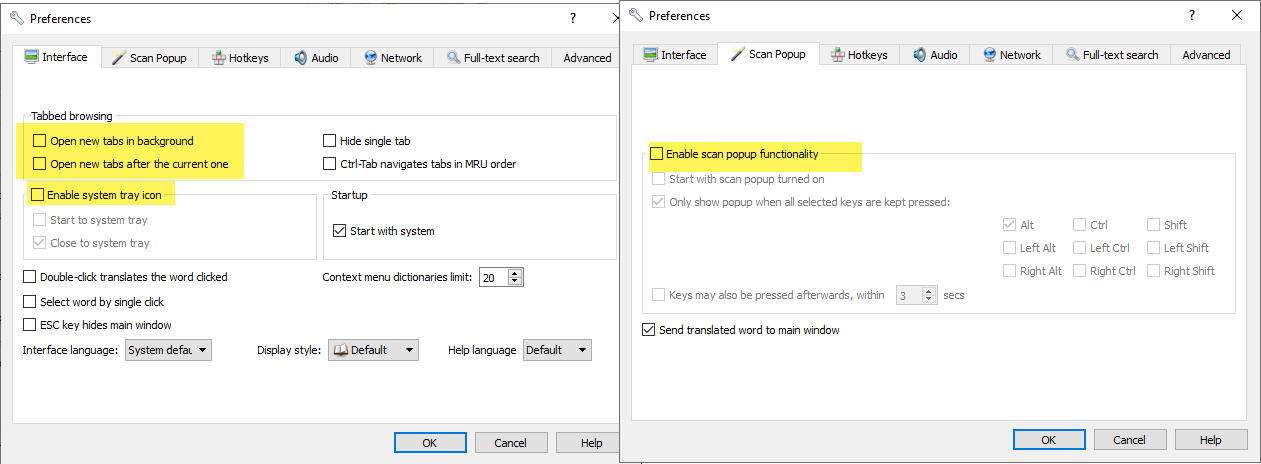 Preferences ?
Interface Scan Popup Hotkeys Audio Network Full-text search Advanced
Tabbed browsing
Open new tabs in background Hide single tab
Open new tabs after the current one Ctrl-Tab navigates tabs in MRU order
Enable system tray icon Startup
Start to system tray
Start with system
Close to system tray
Double-click translates the word clicked Context menu dictionaries limit: 20
Select word by single click
ESC key hides main window
Interface language: System defau Display style: Default Help language Default
OK Cancel Help
Preferences ?
Interface Scan Popup Hotkeys Audio Network Full-text search Advanced
Enable scan popup functionality
Start with scan popup turned on
Only show popup when all selected keys are kept pressed:
Alt Ctrl Shift
Left Alt Left Ctrl Left Shift
Right Alt Right Ctrl Right Shift
Keys may also be pressed afterwards, within 3 secs
Send translated word to main window
OK Cancel Help